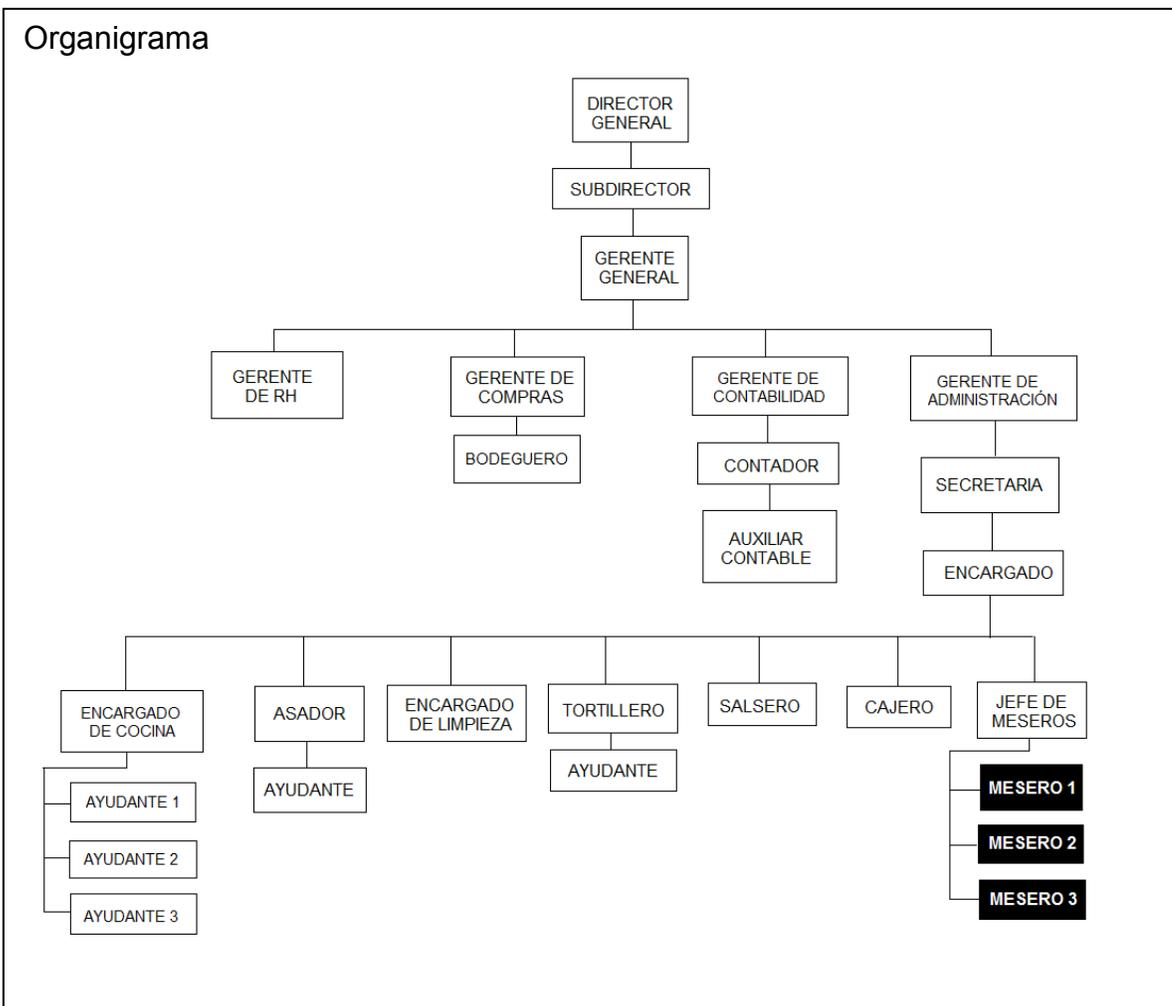 Organigrama
DIRECTOR
GENERAL
SUBDIRECTOR
GERENTE
GENERAL
GERENTE
DE RH
GERENTE DE
COMPRAS
GERENTE DE
CONTABILIDAD
GERENTE DE
ADMINISTRACIÓN
BODEGUERO
CONTADOR
SECRETARIA
AUXILIAR
CONTABLE
ENCARGADO
ENCARGADO
DE COCINA
ASADOR
ENCARGADO
DE LIMPIEZA
TORTILLERO
SALSERO
CAJERO
JEFE DE
MESEROS
AYUDANTE 1
AYUDANTE 2
AYUDANTE 3
AYUDANTE
AYUDANTE
MESERO 1
MESERO 2
MESERO 3